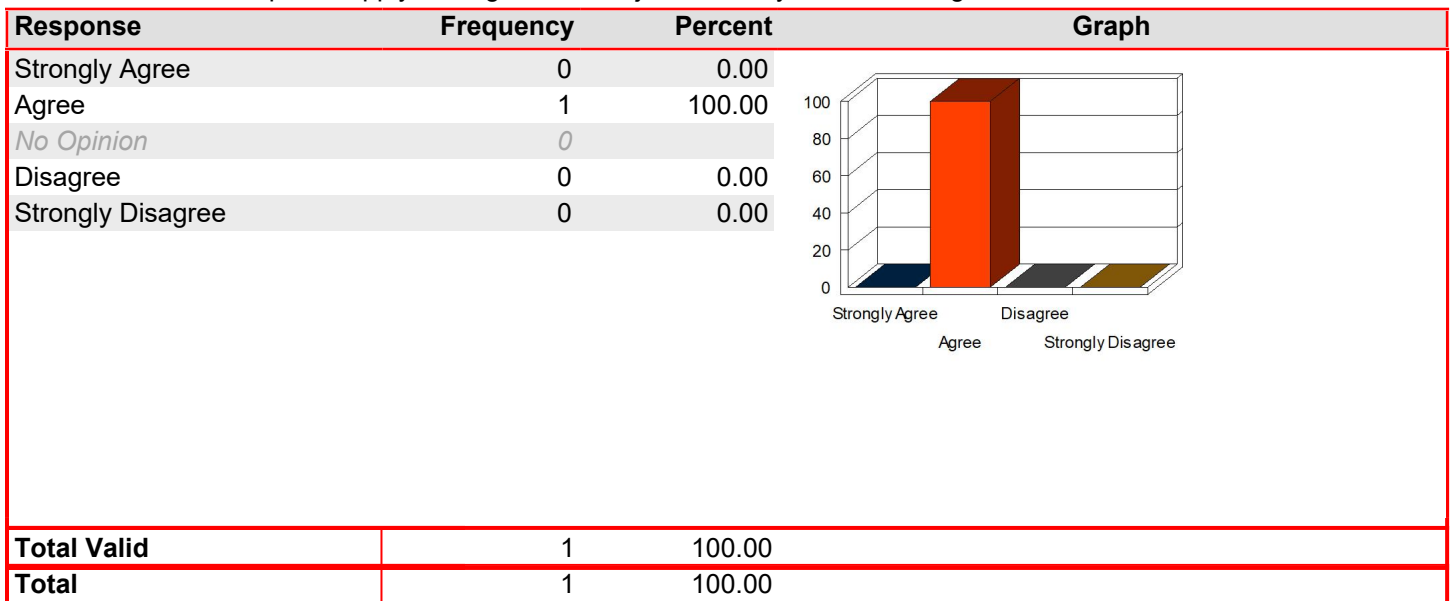 Response Frequency Percent Graph
Strongly Agree 0 0.00
Agree 1 100.00
No Opinion 0
Disagree 0 0.00
Strongly Disagree 0 0.00
100
80
60
40
20
0
Strongly Agree Disagree
Agree Strongly Disagree
Total Valid 1 100.00
Total 1 100.00